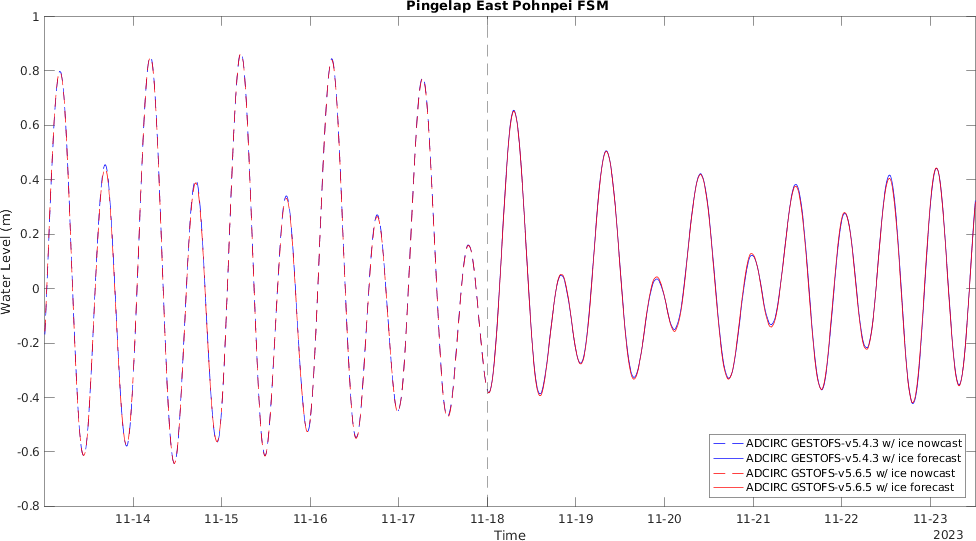 Pingelap East Pohnpei FSM
Water Level (m)
1
0.8
0.6
0.4
0.2
0
-0.2
-0.4
-0.6
-0.8
ADCIRC GESTOFS-v5.4.3 w/ ice nowcast
ADCIRC GESTOFS-v5.4.3 w/ ice forecast
ADCIRC GSTOFS-v5.6.5 w/ ice nowcast
ADCIRC GSTOFS-v5.6.5 w/ ice forecast
11-14 11-15 11-16 11-17 11-18 11-19 11-20 11-21 11-22 11-23
Time
2023